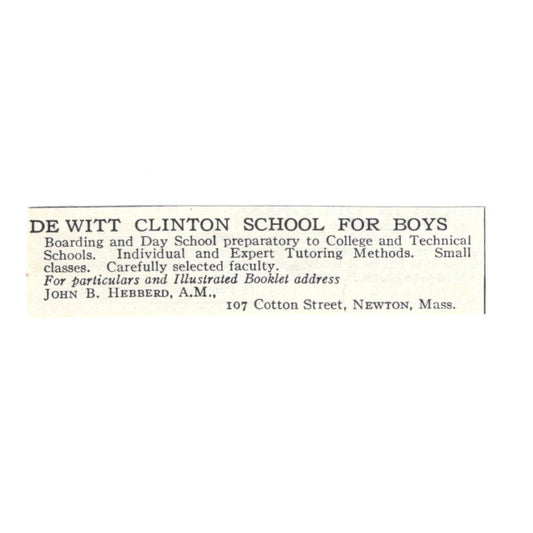 DE WITT CLINTON SCHOOL FOR BOYS
Boarding and Day School preparatory to College and Technical
Schools. Individual and Expert Tutoring Methods. Small
classes. Carefully selected faculty.
For particulars and Illustrated Booklet address
JOHN B. HEBBERD, A.M.,
107 Cotton Street, NEWTON, Mass.